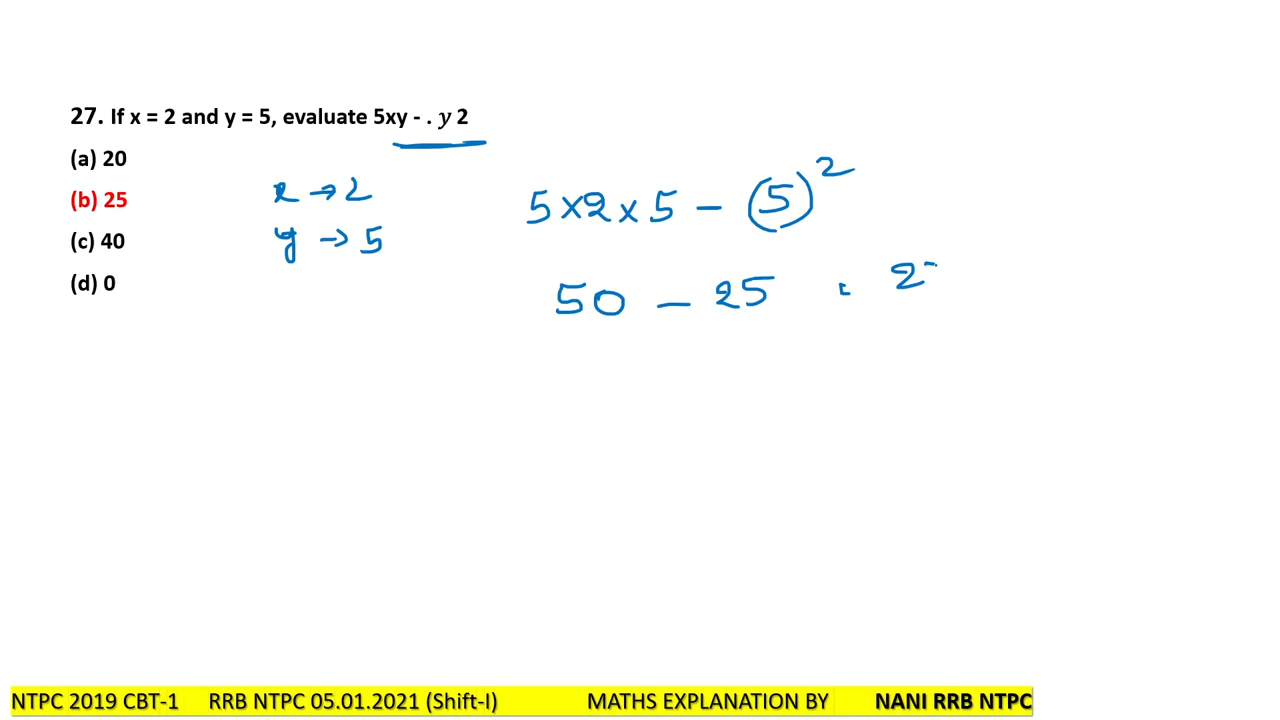 27. If x = 2 and y = 5, evaluate 5xy - . y 2
(a) 20
(b) 25
(c) 40
(d) 0
x → 2
y → 5
5 × 2 × 5 - (5)²
50 - 25
NTPC 2019 CBT-1 RRB NTPC 05.01.2021 (Shift-I) MATHS EXPLANATION BY NANI RRB NTPC